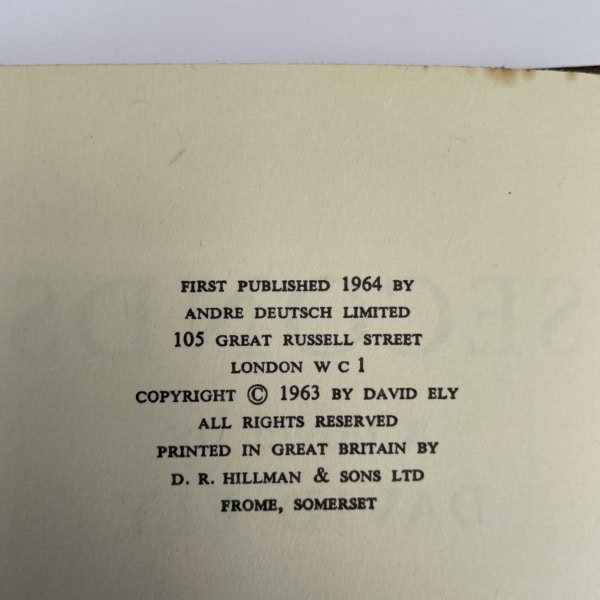 FIRST PUBLISHED 1964 BY
ANDRE DEUTSCH LIMITED
105 GREAT RUSSELL STREET
LONDON W C 1
COPYRIGHT © 1963 BY DAVID ELY
ALL RIGHTS RESERVED
PRINTED IN GREAT BRITAIN BY
D. R. HILLMAN & SONS LTD
FROME, SOMERSET